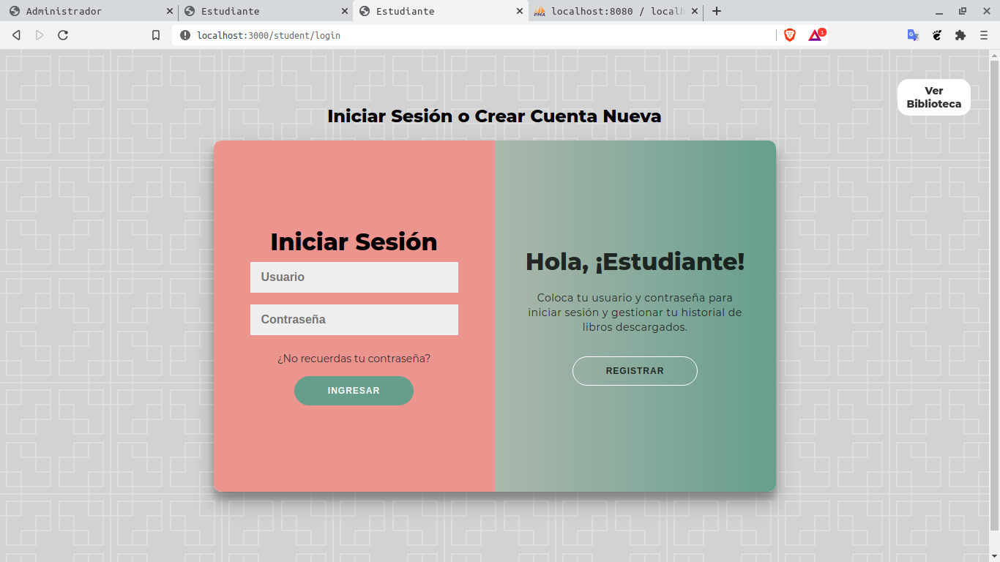 Administrador
Estudiante
Estudiante
localhost:8080 / localh
localhost:3000/student/login
1
Ver
Biblioteca
Iniciar Sesión o Crear Cuenta Nueva
Iniciar Sesión
Usuario
Contraseña
¿No recuerdas tu contraseña?
INGRESAR
Hola, ¡Estudiante!
Coloca tu usuario y contraseña para
iniciar sesión y gestionar tu historial de
libros descargados.
REGISTRAR